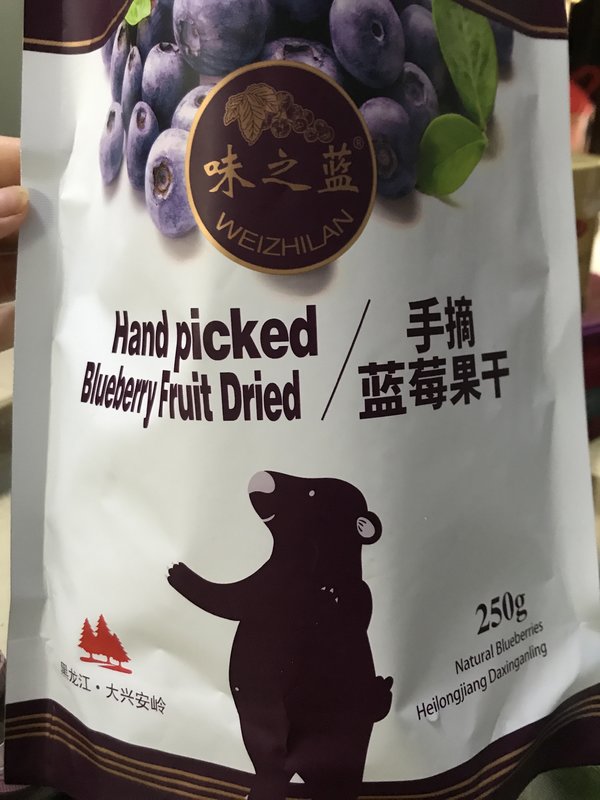 味之蓝®
WEIZHILAN
Hand picked
Blueberry Fruit Dried
手摘
蓝莓果干
250g
Natural Blueberries
Heilongjiang Daxinganling
黑龙江·大兴安岭